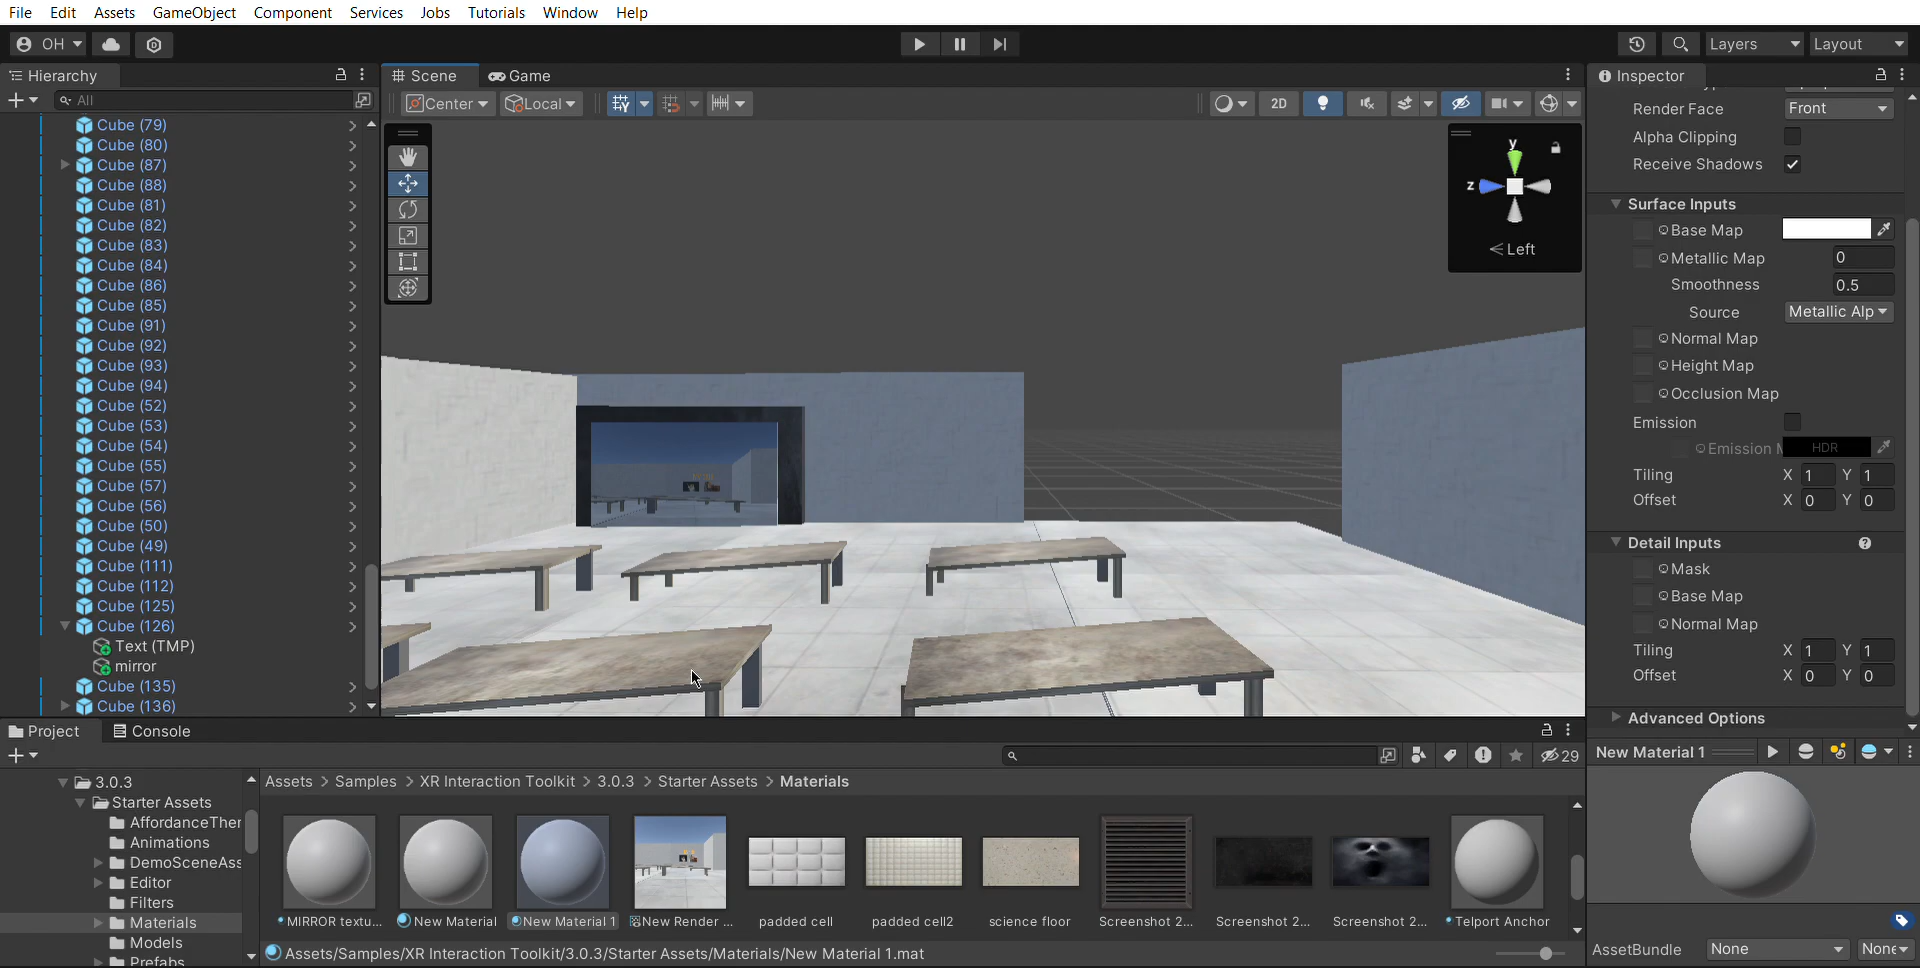 File Edit Assets GameObject Component Services Jobs Tutorials Window Help
OH Layers Layout
Hierarchy
All
Cube (79)
Cube (80)
Cube (87)
Cube (88)
Cube (81)
Cube (82)
Cube (83)
Cube (84)
Cube (86)
Cube (85)
Cube (91)
Cube (92)
Cube (93)
Cube (94)
Cube (52)
Cube (53)
Cube (54)
Cube (55)
Cube (57)
Cube (56)
Cube (50)
Cube (49)
Cube (111)
Cube (112)
Cube (125)
Cube (126)
Text (TMP)
mirror
Cube (135)
Cube (136)
Scene Game
Center Local 2D
y
z
Left
Inspector
Render Face Front
Alpha Clipping
Receive Shadows
Surface Inputs
Base Map
Metallic Map 0
Smoothness 0.5
Source Metallic Alp
Normal Map
Height Map
Occlusion Map
Emission
Emission M HDR
Tiling X 1 Y 1
Offset X 0 Y 0
Detail Inputs
Mask
Base Map
Normal Map
Tiling X 1 Y 1
Offset X 0 Y 0
Advanced Options
Project Console
29
3.0.3
Starter Assets
AffordanceTher
Animations
DemoSceneAss
Editor
Filters
Materials
Models
Prefabs
Assets > Samples > XR Interaction Toolkit > 3.0.3 > Starter Assets > Materials
MIRROR textu... New Material New Material 1 New Render ... padded cell padded cell2 science floor Screenshot 2... Screenshot 2... Screenshot 2... Telport Anchor
Assets/Samples/XR Interaction Toolkit/3.0.3/Starter Assets/Materials/New Material 1.mat
New Material 1
AssetBundle None None